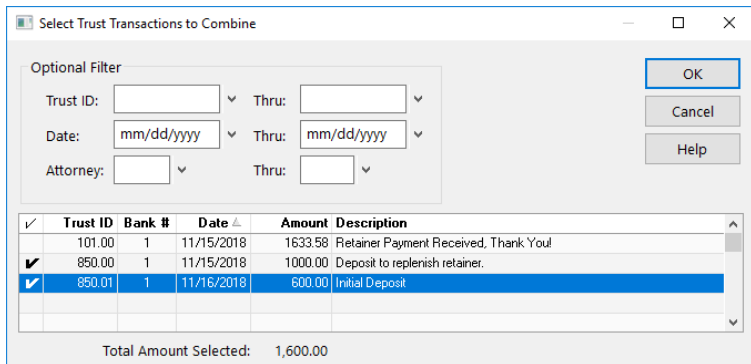 Select Trust Transactions to Combine
Optional Filter
Trust ID: Thru:
Date: mm/dd/yyyy Thru: mm/dd/yyyy
Attorney: Thru:
OK
Cancel
Help
Trust ID Bank # Date Amount Description
101.00 1 11/15/2018 1633.58 Retainer Payment Received, Thank You!
850.00 1 11/15/2018 1000.00 Deposit to replenish retainer.
850.01 1 11/16/2018 600.00 Initial Deposit
Total Amount Selected: 1,600.00